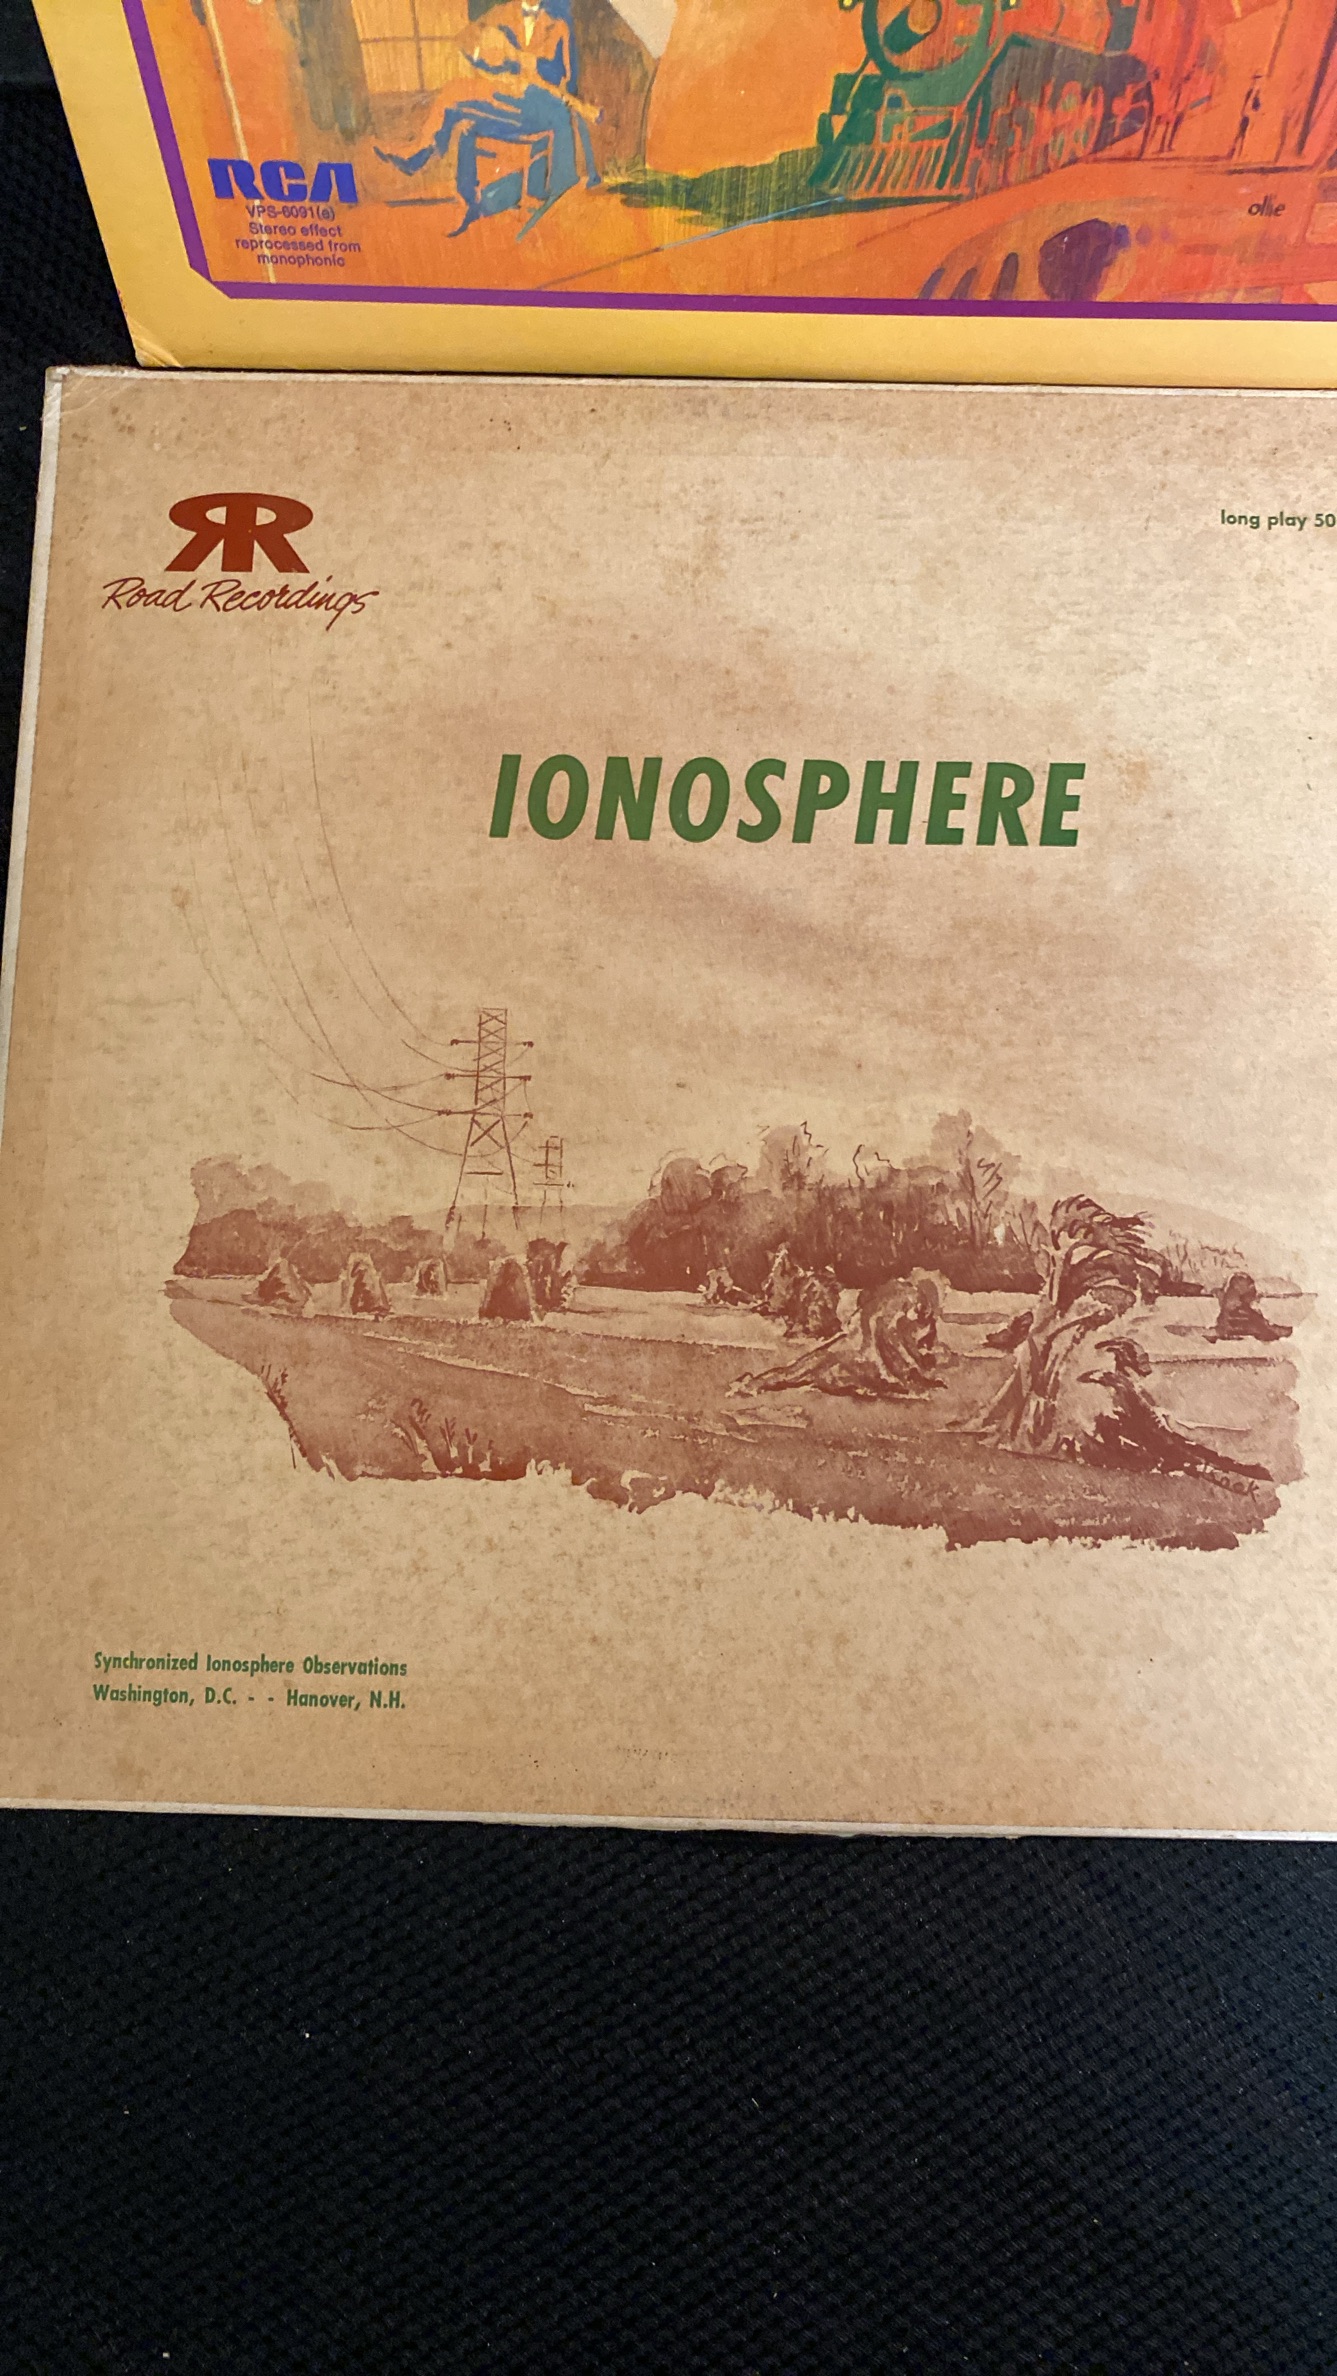 RCA
VPS-6091(e)
Stereo effect
reprocessed from
monophonic
ollie
RR
Road Recordings
long play 50
IONOSPHERE
Synchronized Ionosphere Observations
Washington, D.C. - - Hanover, N.H.